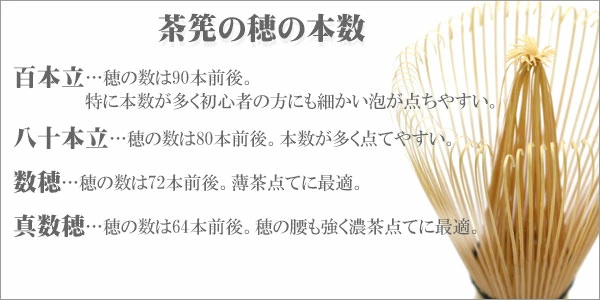 茶筅の穂の本数
百本立…穂の数は90本前後。
特に本数が多く初心者の方にも細かい泡が点ちやすい。
八十本立…穂の数は80本前後。本数が多く点てやすい。
数穂…穂の数は72本前後。薄茶点てに最適。
真数穂…穂の数は64本前後。穂の腰も強く濃茶点てに最適。